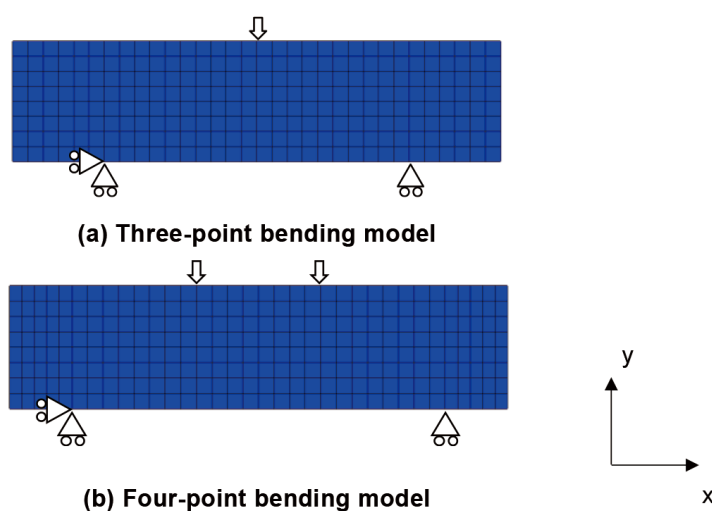 (a) Three-point bending model
(b) Four-point bending model
y
x